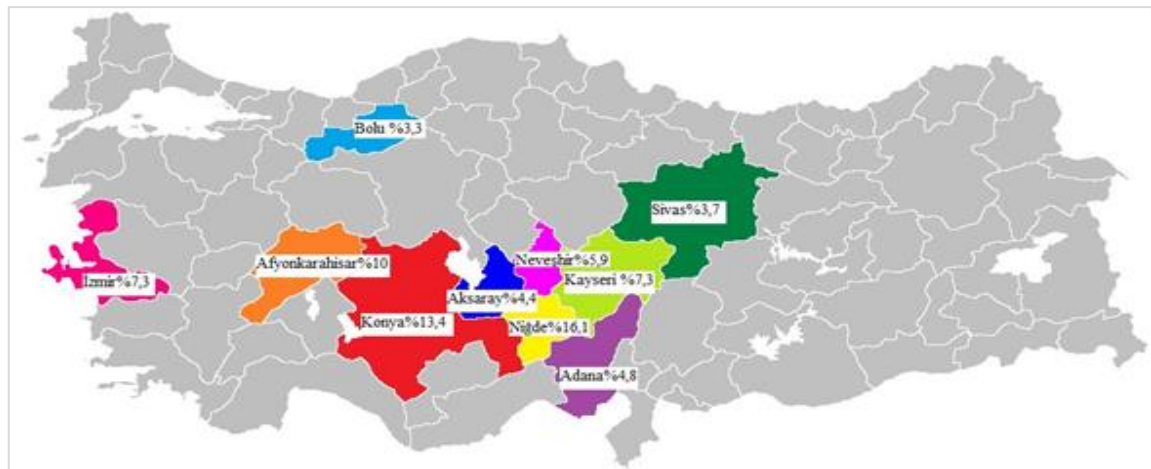 Bolu %3,3
Sivas%3,7
Neveşhir%5,9
Afyonkarahisar%10
Kayseri %7,3
İzmir%7,3
Aksaray%4,4
Konya%13,4
Niğde%16,1
Adana%4,8